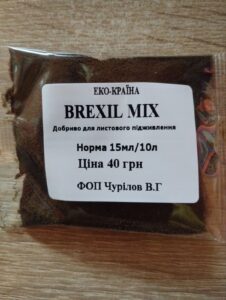 ЕКО-КРАЇНА
BREXIL MIX
Добриво для листового підживлення
Норма 15мл/10л
Ціна 40 грн
ФОП Чурілов В.Г